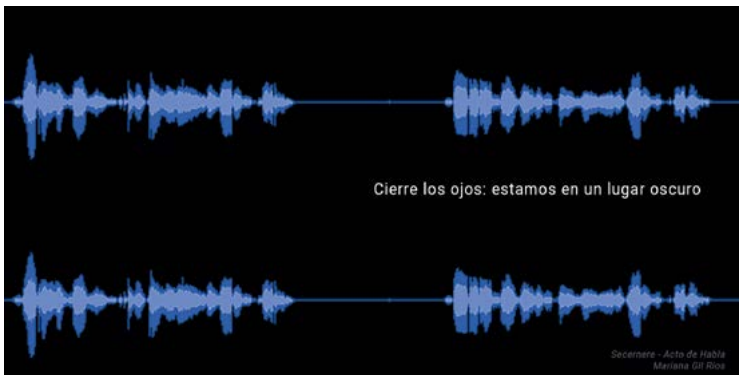 Cierre los ojos: estamos en un lugar oscuro
Secernere - Acto de Habla
Mariana Gil Ríos